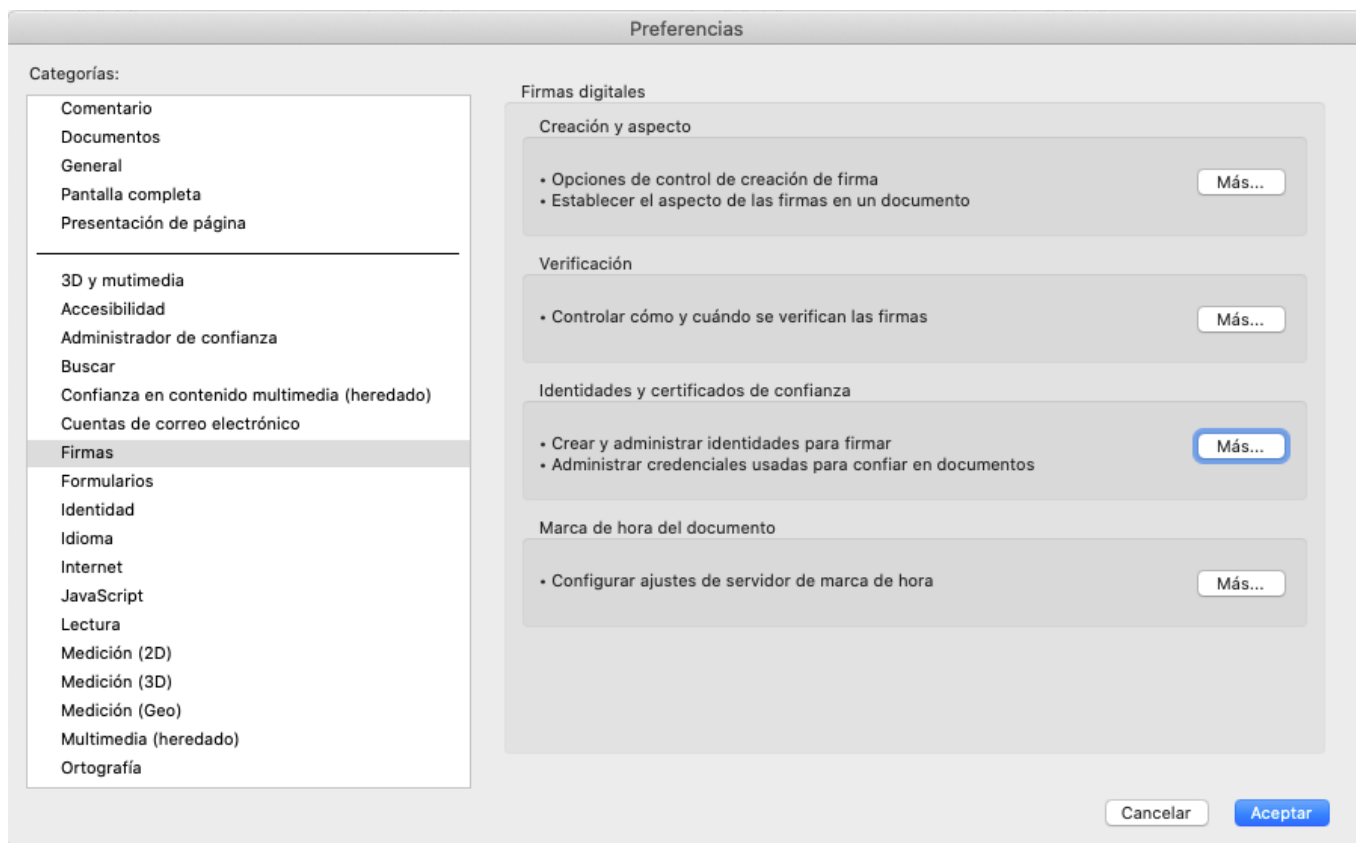 Preferencias
Categorías:
Comentario
Documentos
General
Pantalla completa
Presentación de página
3D y mutimedia
Accesibilidad
Administrador de confianza
Buscar
Confianza en contenido multimedia (heredado)
Cuentas de correo electrónico
Firmas
Formularios
Identidad
Idioma
Internet
JavaScript
Lectura
Medición (2D)
Medición (3D)
Medición (Geo)
Multimedia (heredado)
Ortografía
Firmas digitales
Creación y aspecto
• Opciones de control de creación de firma
• Establecer el aspecto de las firmas en un documento
Más...
Verificación
• Controlar cómo y cuándo se verifican las firmas
Más...
Identidades y certificados de confianza
• Crear y administrar identidades para firmar
• Administrar credenciales usadas para confiar en documentos
Más...
Marca de hora del documento
• Configurar ajustes de servidor de marca de hora
Más...
Cancelar
Aceptar